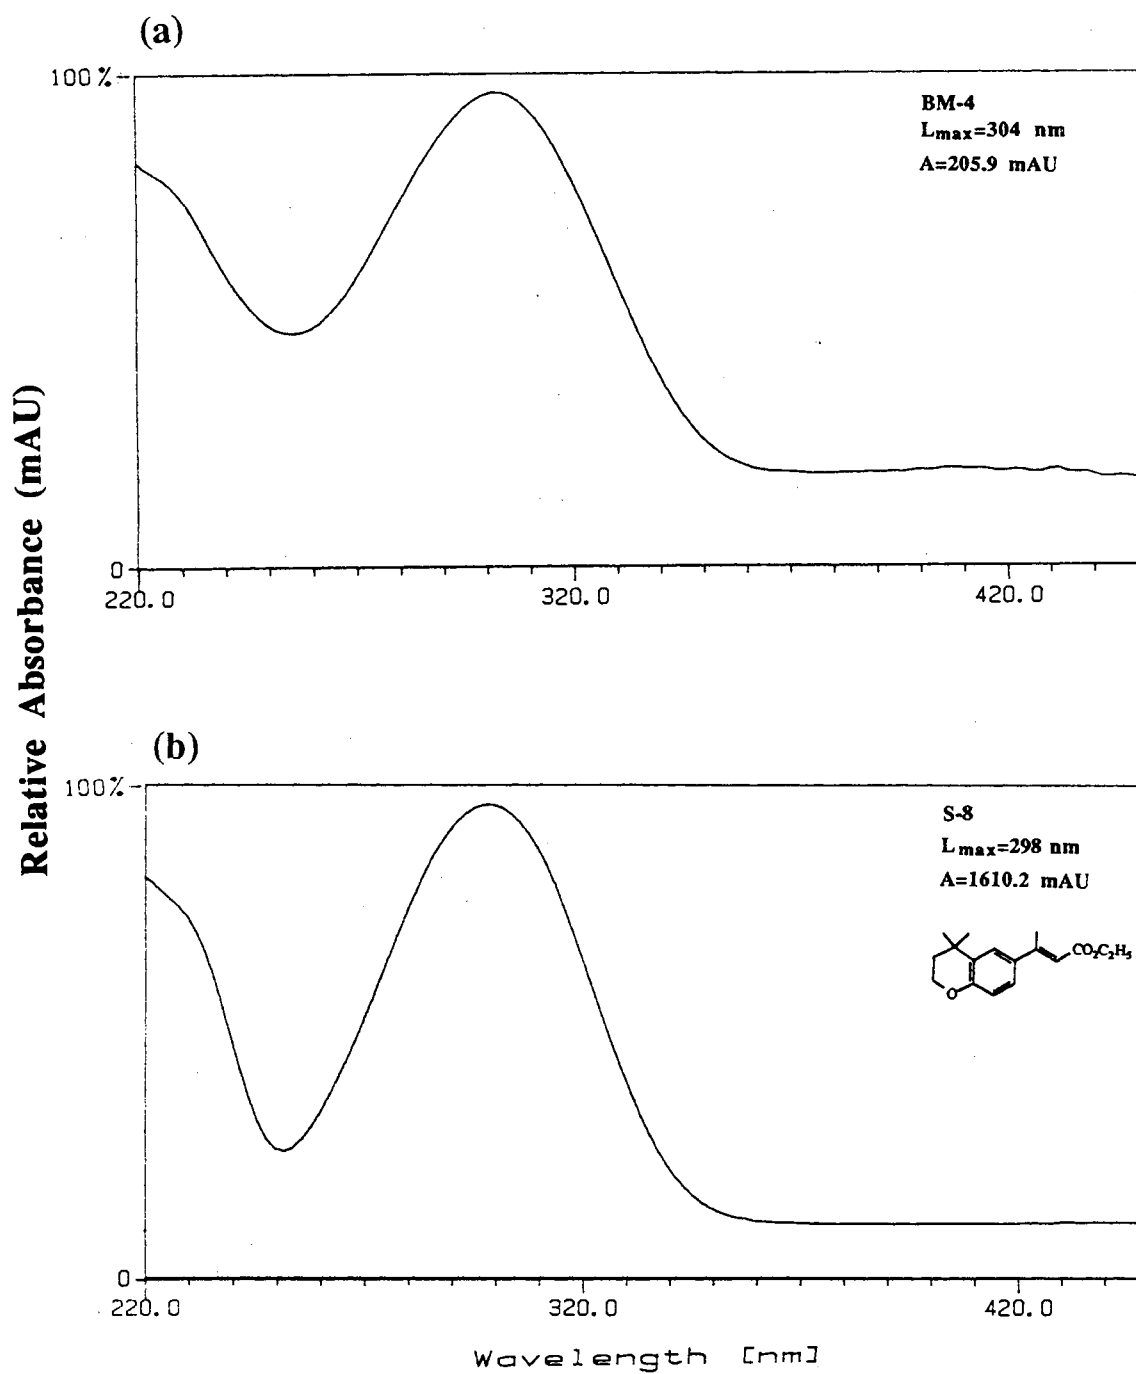 (a)
100%
BM-4
Lmax=304 nm
A=205.9 mAU
0
220.0
320.0
420.0
Relative Absorbance (mAU)
(b)
100%
S-8
Lmax=298 nm
A=1610.2 mAU
CO2C2H5
O
0
220.0
320.0
420.0
Wavelength [nm]